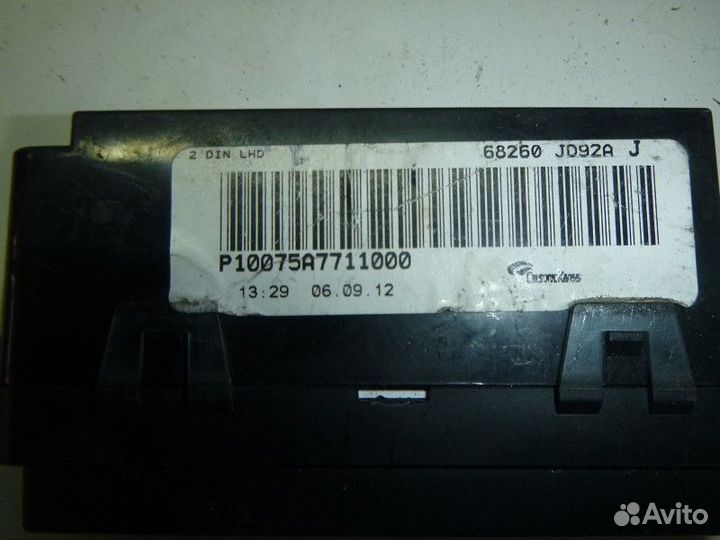 2 DIN LHD
68260 JD92A J
P10075A7711000
13:29 06.09.12
Avito